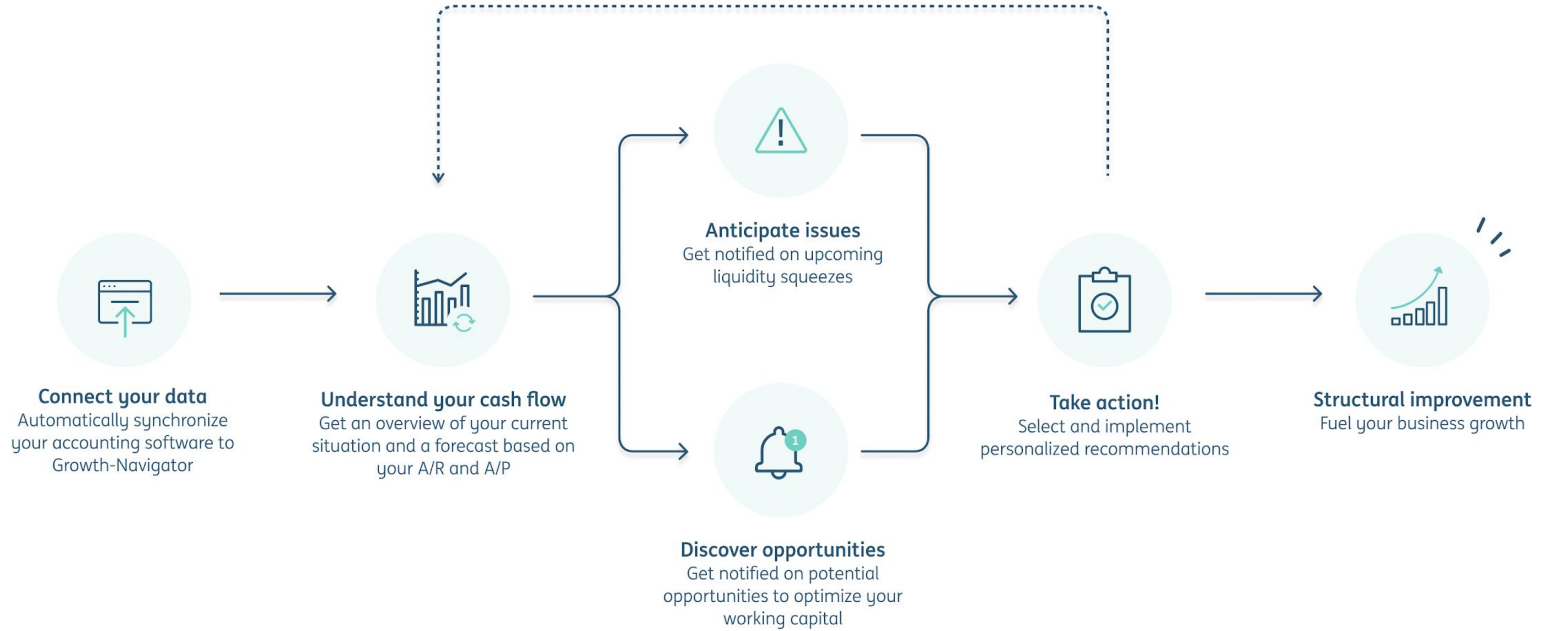 Connect your data
Automatically synchronize
your accounting software to
Growth-Navigator
Understand your cash flow
Get an overview of your current
situation and a forecast based on
your A/R and A/P
!
Anticipate issues
Get notified on upcoming
liquidity squeezes
1
Discover opportunities
Get notified on potential
opportunities to optimize your
working capital
Take action!
Select and implement
personalized recommendations
Structural improvement
Fuel your business growth